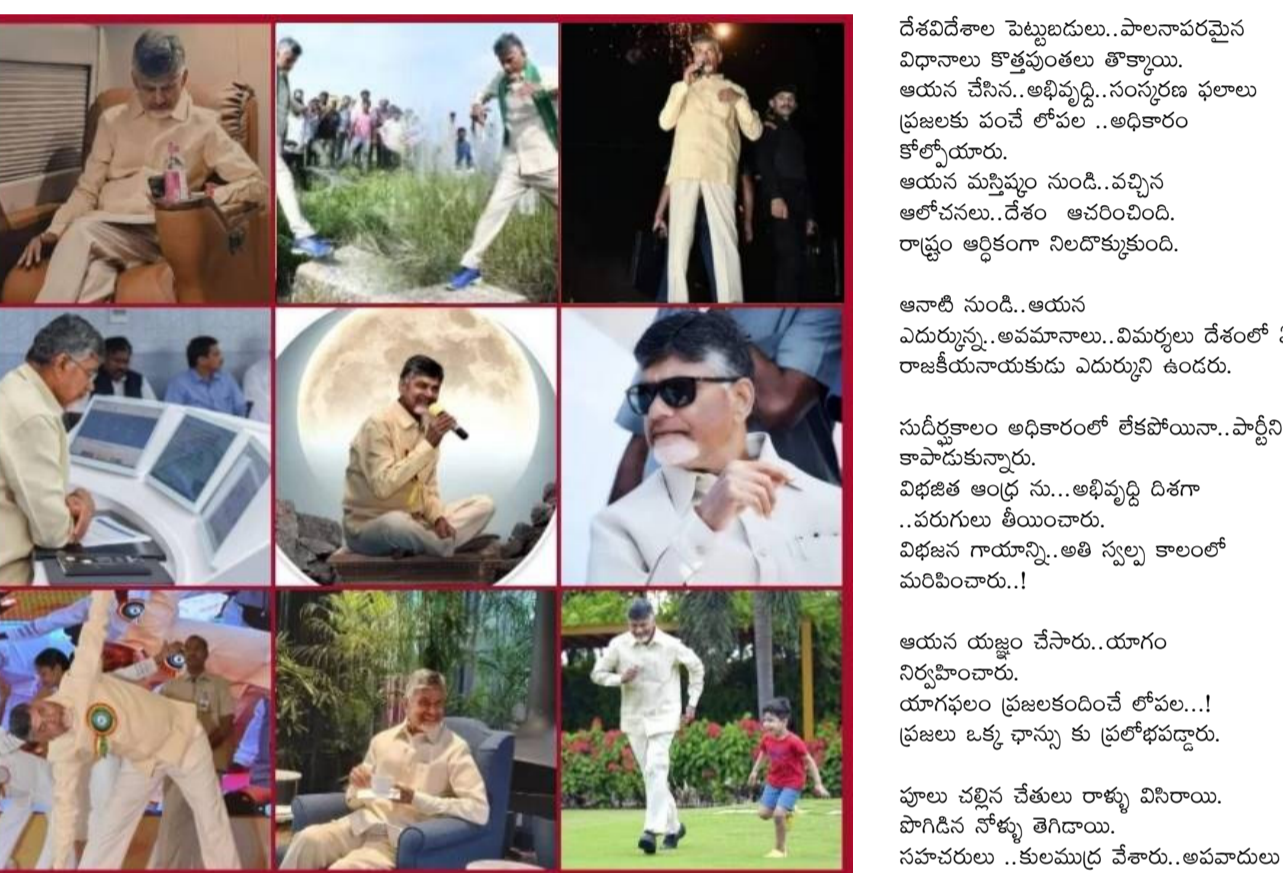 దేశవిదేశాల పెట్టుబడులు..పాలనాపరమైన
విధానాలు కొత్తపుంతలు తొక్కాయి.
ఆయన చేసిన..అభివృధ్ది..సంస్కరణ ఫలాలు
ప్రజలకు పంచే లోపల ..అధికారం
కోల్పోయారు.
ఆయన మస్తిష్కం నుండి..వచ్చిన
ఆలోచనలు..దేశం ఆచరించింది.
రాష్ట్రం ఆర్ధికంగా నిలదొక్కుకుంది.
ఆనాటి నుండి..ఆయన
ఎదుర్కున్న..అవమానాలు..విమర్శలు దేశంలో
రాజకీయనాయకుడు ఎదుర్కుని ఉండరు.
సుదీర్ఘకాలం అధికారంలో లేకపోయినా..పార్టీని
కాపాడుకున్నారు.
విభజిత ఆంధ్ర ను...అభివృధ్ది దిశగా
..పరుగులు తీయించారు.
విభజన గాయాన్ని..అతి స్వల్ప కాలంలో
మరిపించారు..!
ఆయన యజ్ఞం చేసారు..యాగం
నిర్వహించారు.
యాగఫలం ప్రజలకందించే లోపల...!
ప్రజలు ఒక్క ఛాన్సు కు ప్రలోభపడ్డారు.
పూలు చల్లిన చేతులు రాళ్ళు విసిరాయి.
పొగిడిన నోళ్ళు తెగిడాయి.
సహచరులు ..కులముద్ర వేశారు..అపవాదులు